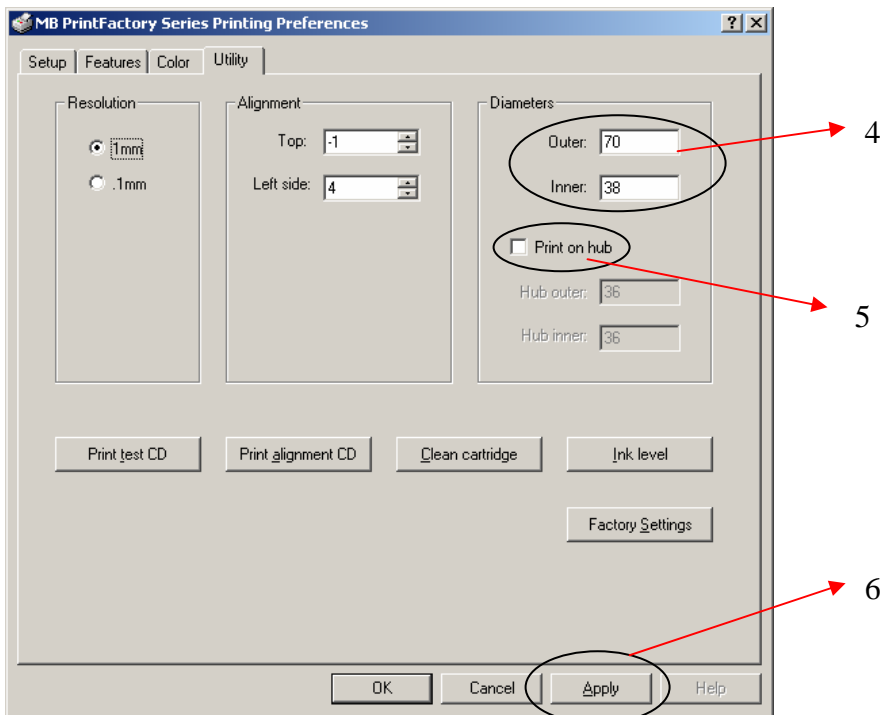 MB PrintFactory Series Printing Preferences
Setup Features Color Utility
Resolution
1mm
.1mm
Alignment
Top: -1
Left side: 4
Diameters
Outer: 70
Inner: 38
Print on hub
Hub outer: 36
Hub inner: 36
4
5
Print test CD Print alignment CD Clean cartridge Ink level
Factory Settings
6
OK Cancel Apply Help